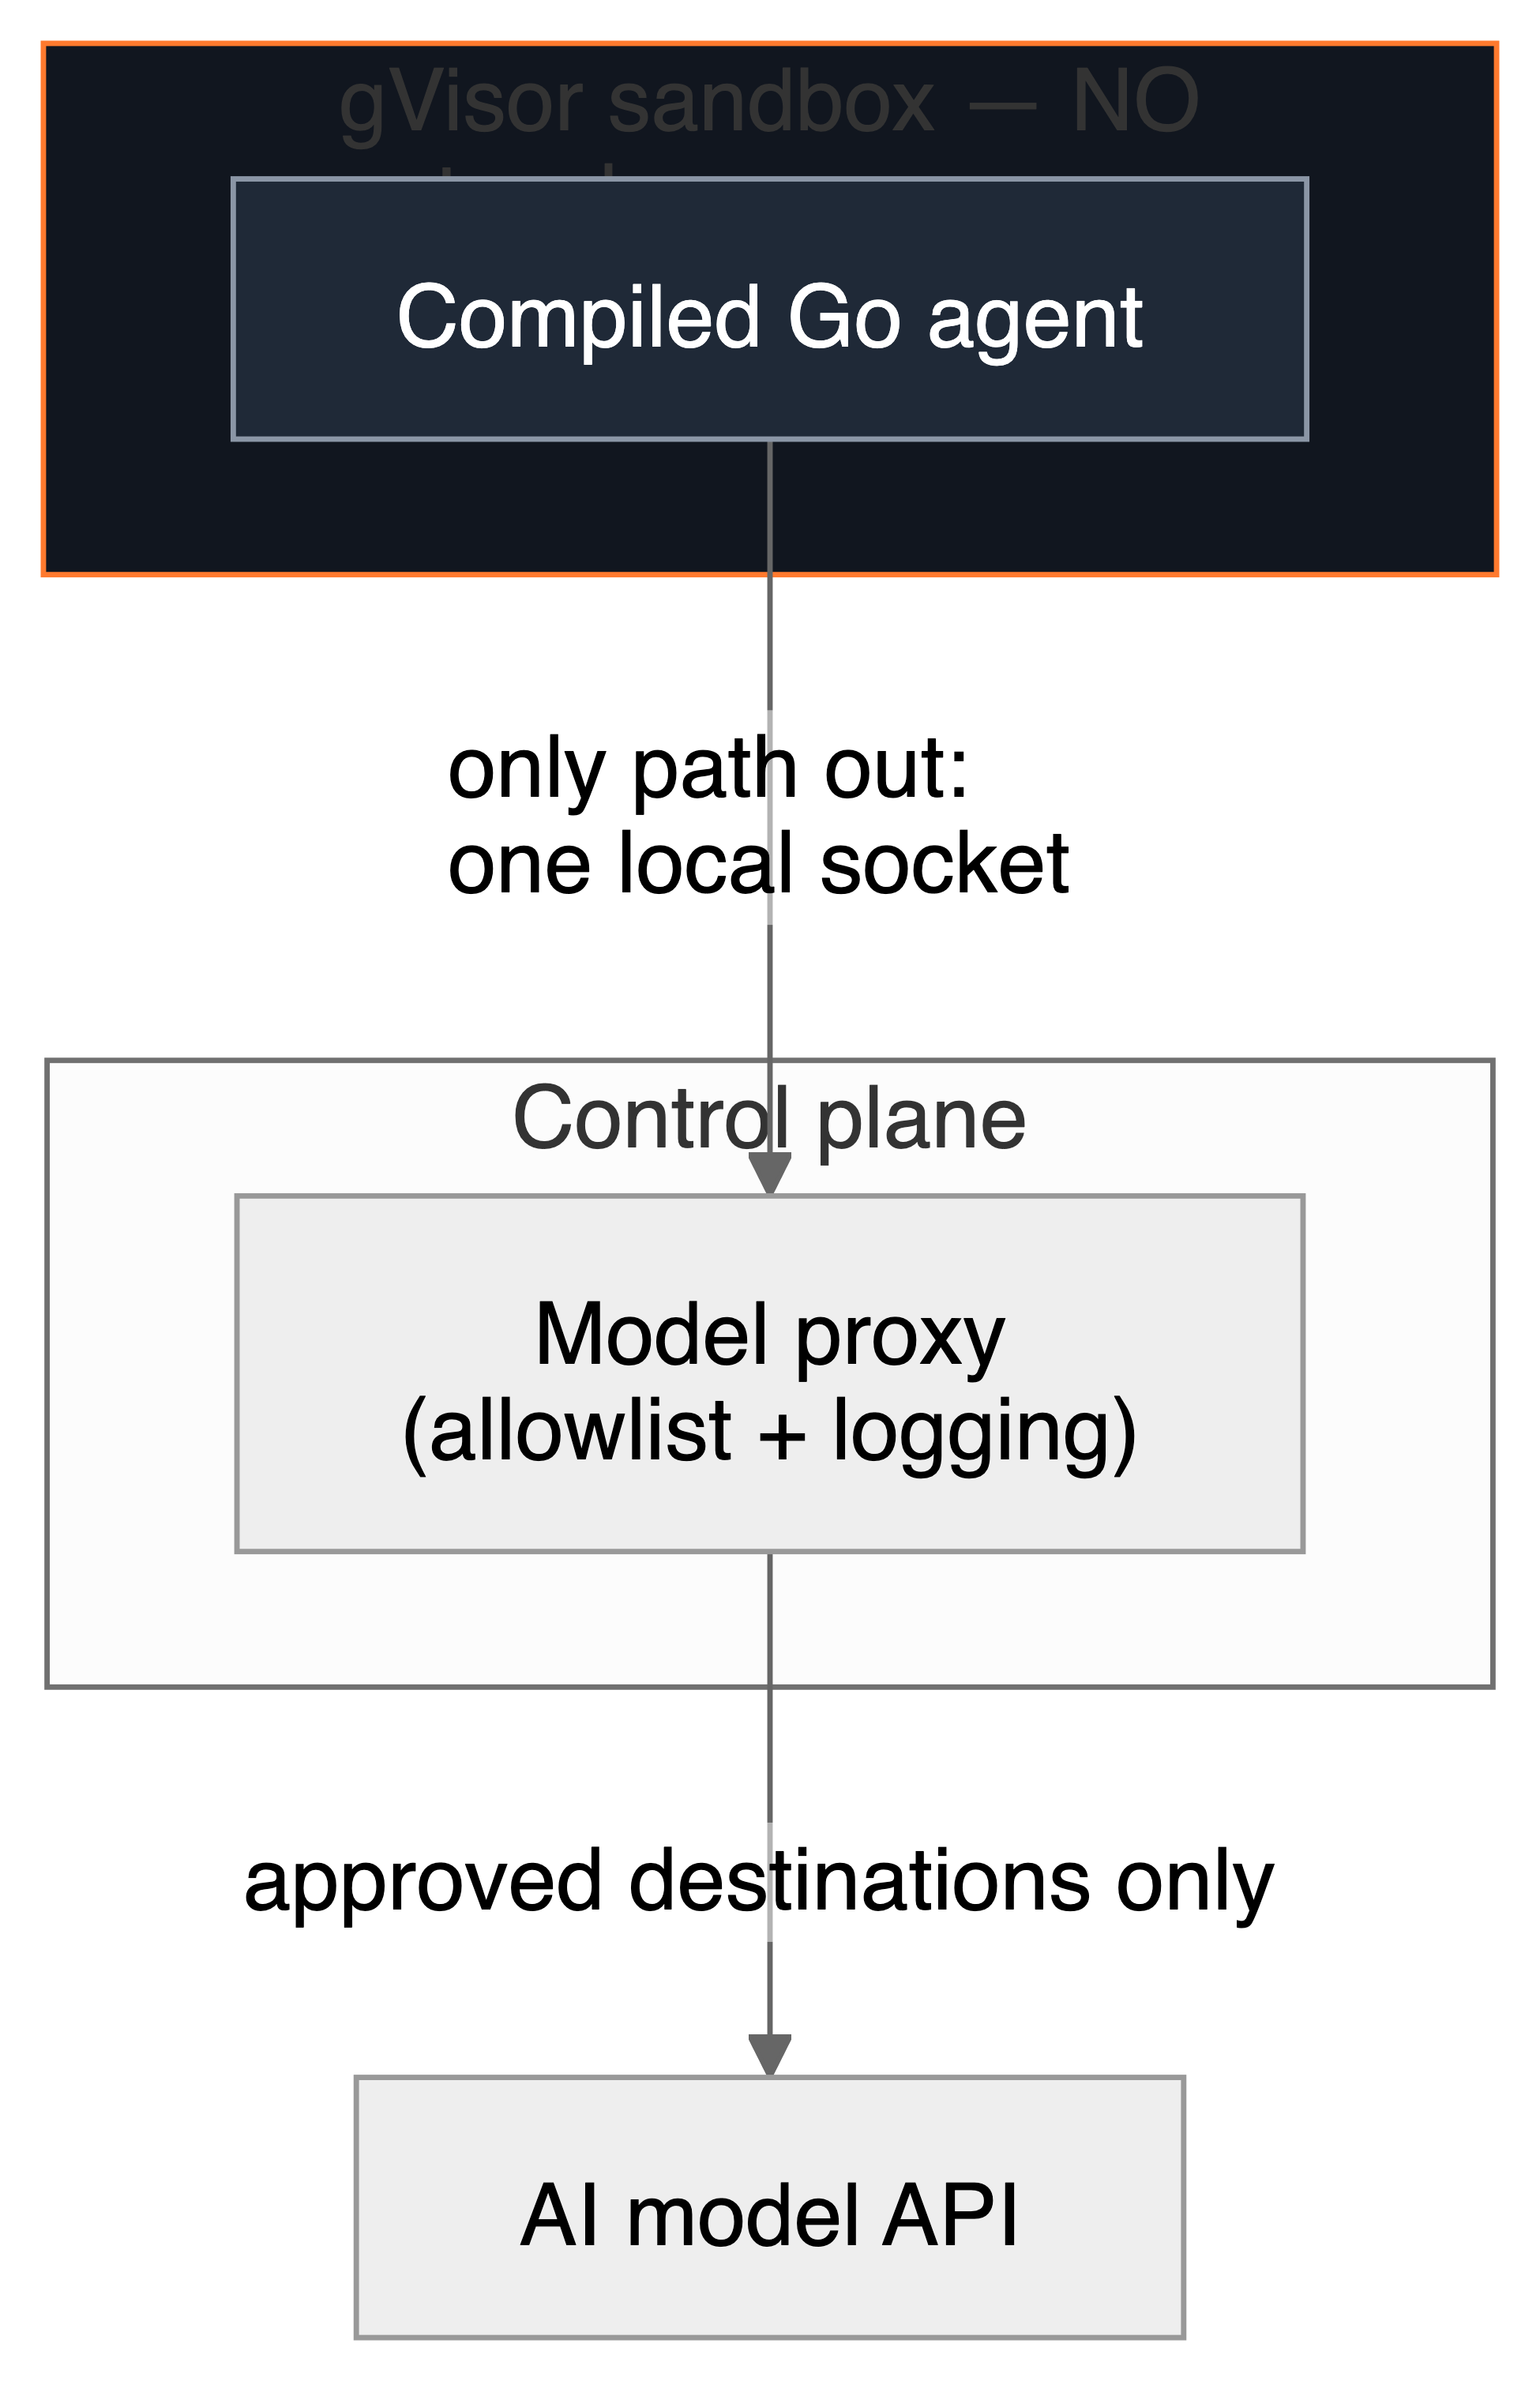 gVisor sandbox — NO
Compiled Go agent
only path out:
one local socket
Control plane
Model proxy
(allowlist + logging)
approved destinations only
AI model API